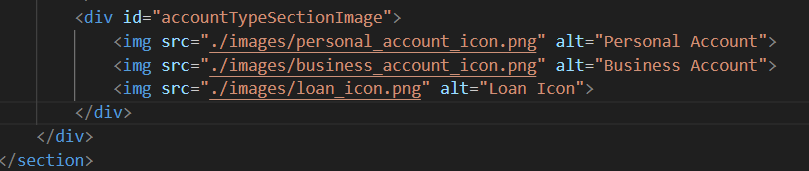 <div id="accountTypeSectionImage">
<img src="./images/personal_account_icon.png" alt="Personal Account">
<img src="./images/business_account_icon.png" alt="Business Account">
<img src="./images/loan_icon.png" alt="Loan Icon">
</div>
</div>
</section>